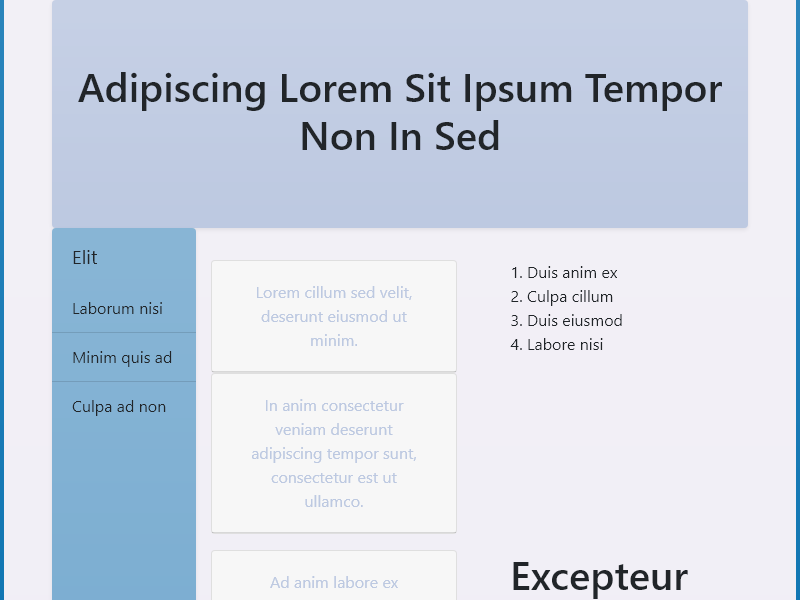 Adipiscing Lorem Sit Ipsum Tempor
Non In Sed
Elit
Laborum nisi
Minim quis ad
Culpa ad non
Lorem cillum sed velit,
deserunt eiusmod ut
minim.
In anim consectetur
veniam deserunt
adipiscing tempor sunt,
consectetur est ut
ullamco.
Ad anim labore ex
1. Duis anim ex
2. Culpa cillum
3. Duis eiusmod
4. Labore nisi
Excepteur